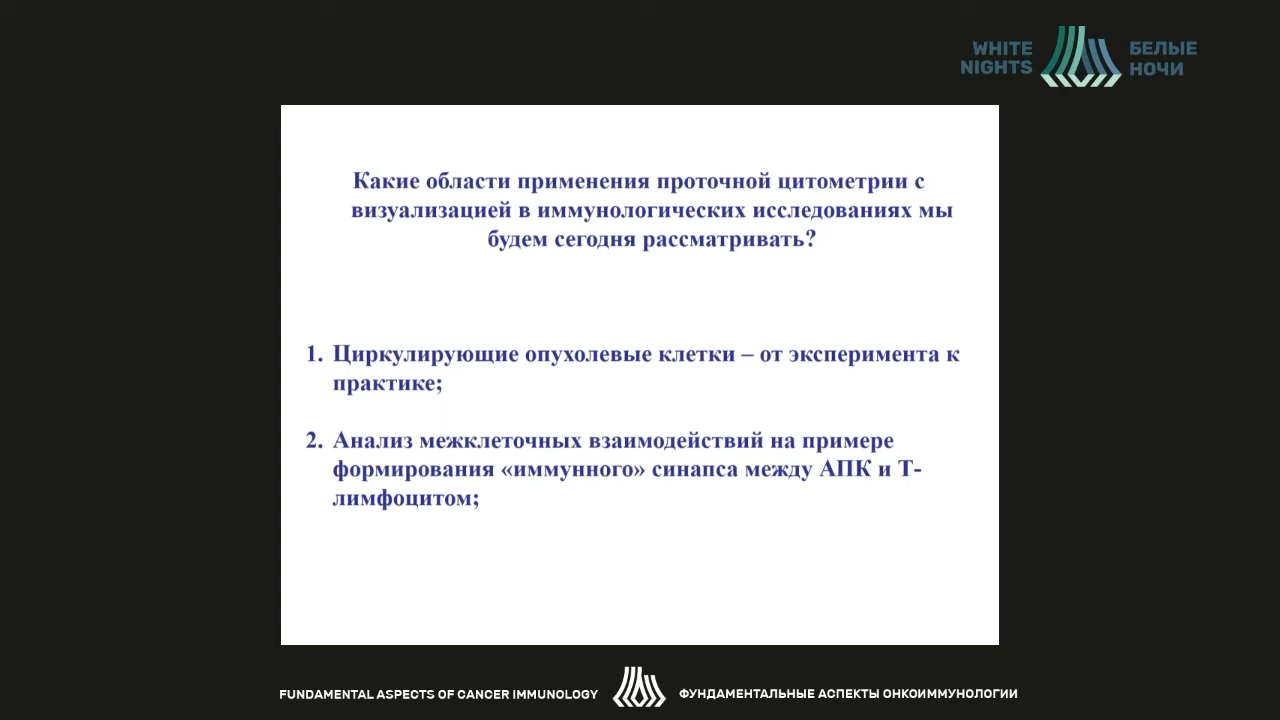 WHITE
NIGHTS
БЕЛЫЕ
НОЧИ
Какие области применения проточной цитометрии с
визуализацией в иммунологических исследованиях мы
будем сегодня рассматривать?
1. Циркулирующие опухолевые клетки – от эксперимента к
практике;
2. Анализ межклеточных взаимодействий на примере
формирования «иммунного» синапса между АПК и Т-
лимфоцитом;
FUNDAMENTAL ASPECTS OF CANCER IMMUNOLOGY
ФУНДАМЕНТАЛЬНЫЕ АСПЕКТЫ ОНКОИММУНОЛОГИИ